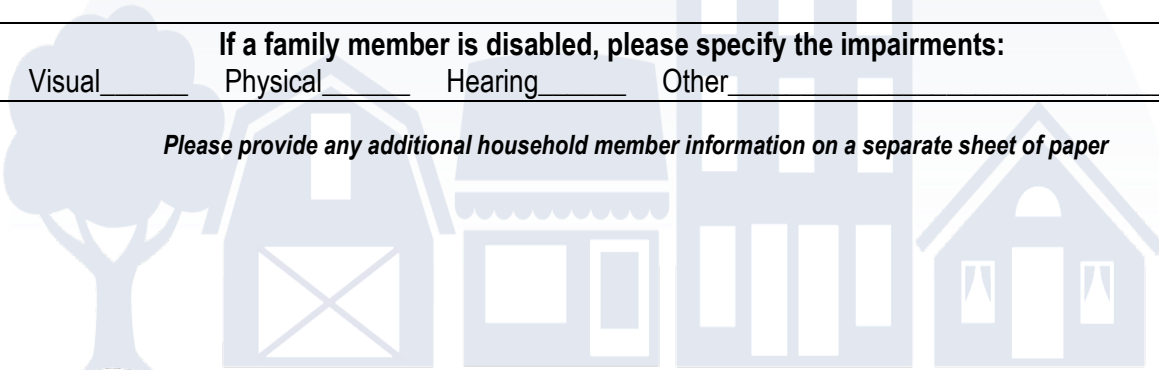 If a family member is disabled, please specify the impairments:
Visual______ Physical______ Hearing______ Other______________________________
Please provide any additional household member information on a separate sheet of paper